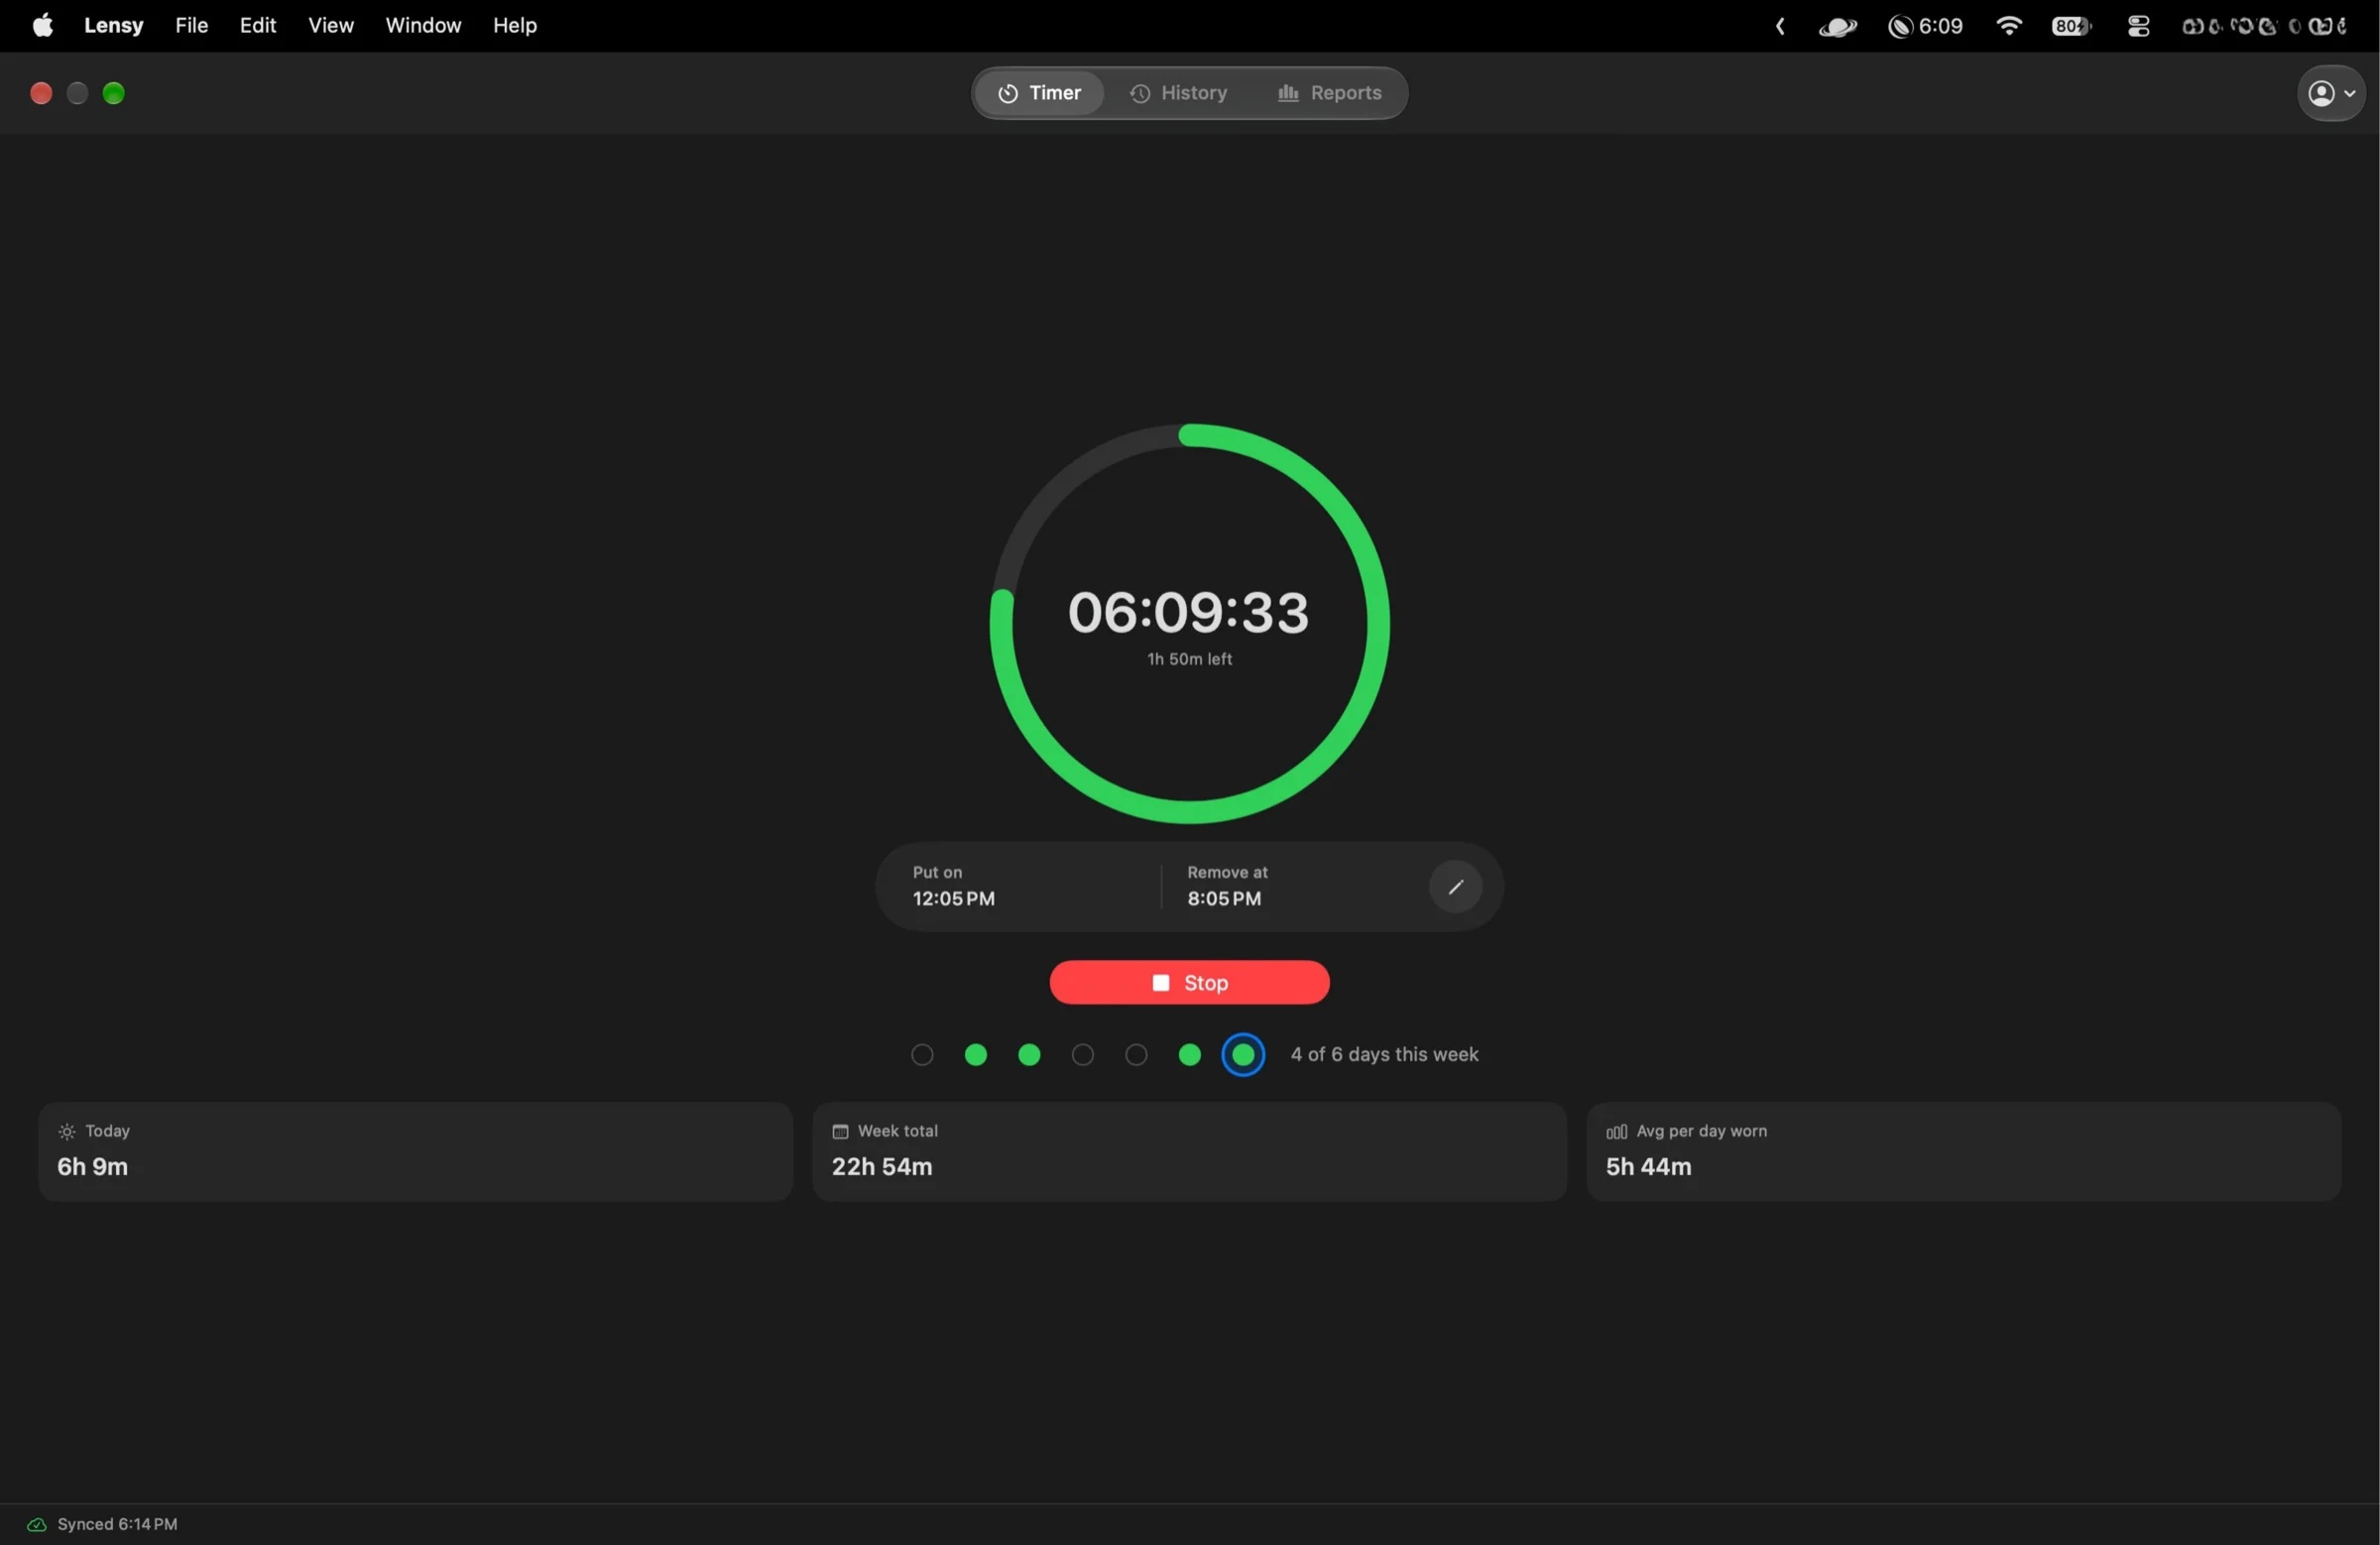 Lensy File Edit View Window Help 6:09 80
Timer History Reports
06:09:33
1h 50m left
Put on Remove at
12:05 PM 8:05 PM
Stop
4 of 6 days this week
Today Week total Avg per day worn
6h 9m 22h 54m 5h 44m
Synced 6:14 PM